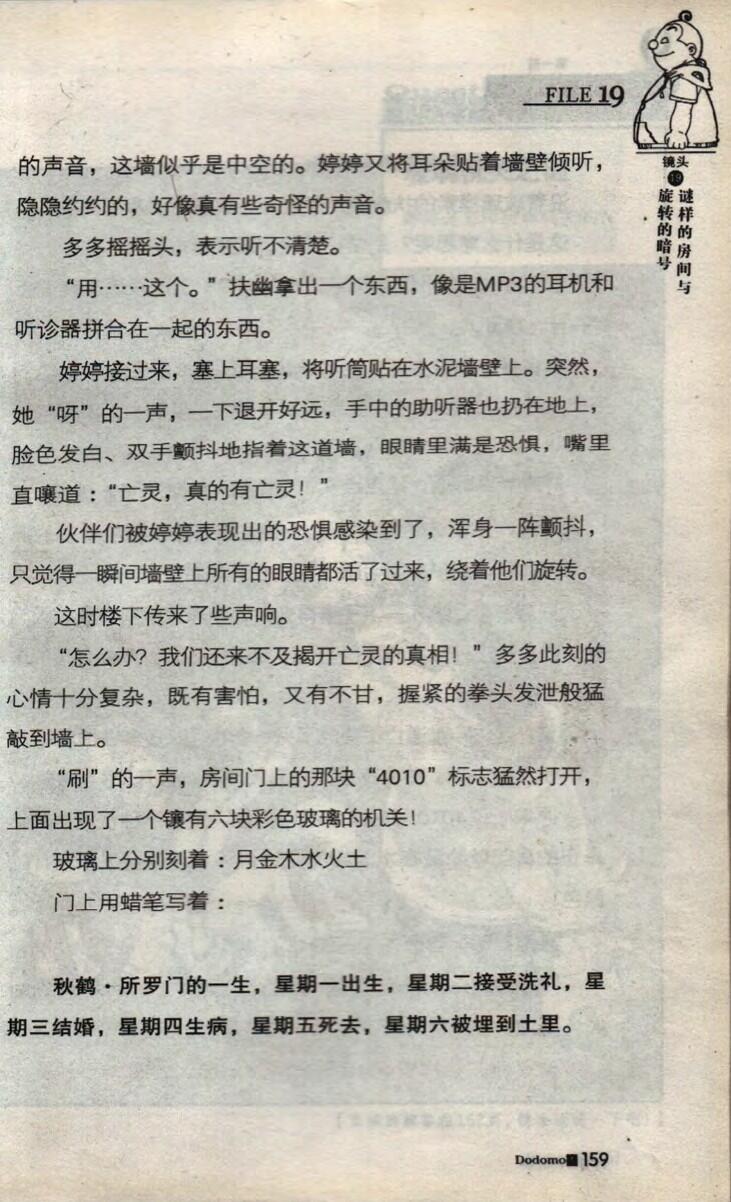 FILE 19
镜头
19
谜样的房间与
旋转的暗号
的声音，这墙似乎是中空的。婷婷又将耳朵贴着墙壁倾听，
隐隐约约的，好像真有些奇怪的声音。
多多摇摇头，表示听不清楚。
“用……这个。”扶幽拿出一个东西，像是MP3的耳机和
听诊器拼合在一起的东西。
婷婷接过来，塞上耳塞，将听筒贴在水泥墙壁上。突然，
她“呀”的一声，一下退开好远，手中的助听器也扔在地上，
脸色发白、双手颤抖地指着这道墙，眼睛里满是恐惧，嘴里
直嚷道：“亡灵，真的有亡灵！”
伙伴们被婷婷表现出的恐惧感染到了，浑身一阵颤抖，
只觉得一瞬间墙壁上所有的眼睛都活了过来，绕着他们旋转。
这时楼下传来了些声响。
“怎么办？我们还来不及揭开亡灵的真相！”多多此刻的
心情十分复杂，既有害怕，又有不甘，握紧的拳头发泄般猛
敲到墙上。
“刷”的一声，房间门上的那块“4010”标志猛然打开，
上面出现了一个镶有六块彩色玻璃的机关！
玻璃上分别刻着：月金木水火土
门上用蜡笔写着：
秋鹤·所罗门的一生，星期一出生，星期二接受洗礼，星
期三结婚，星期四生病，星期五死去，星期六被埋到土里。
Dodomo 159